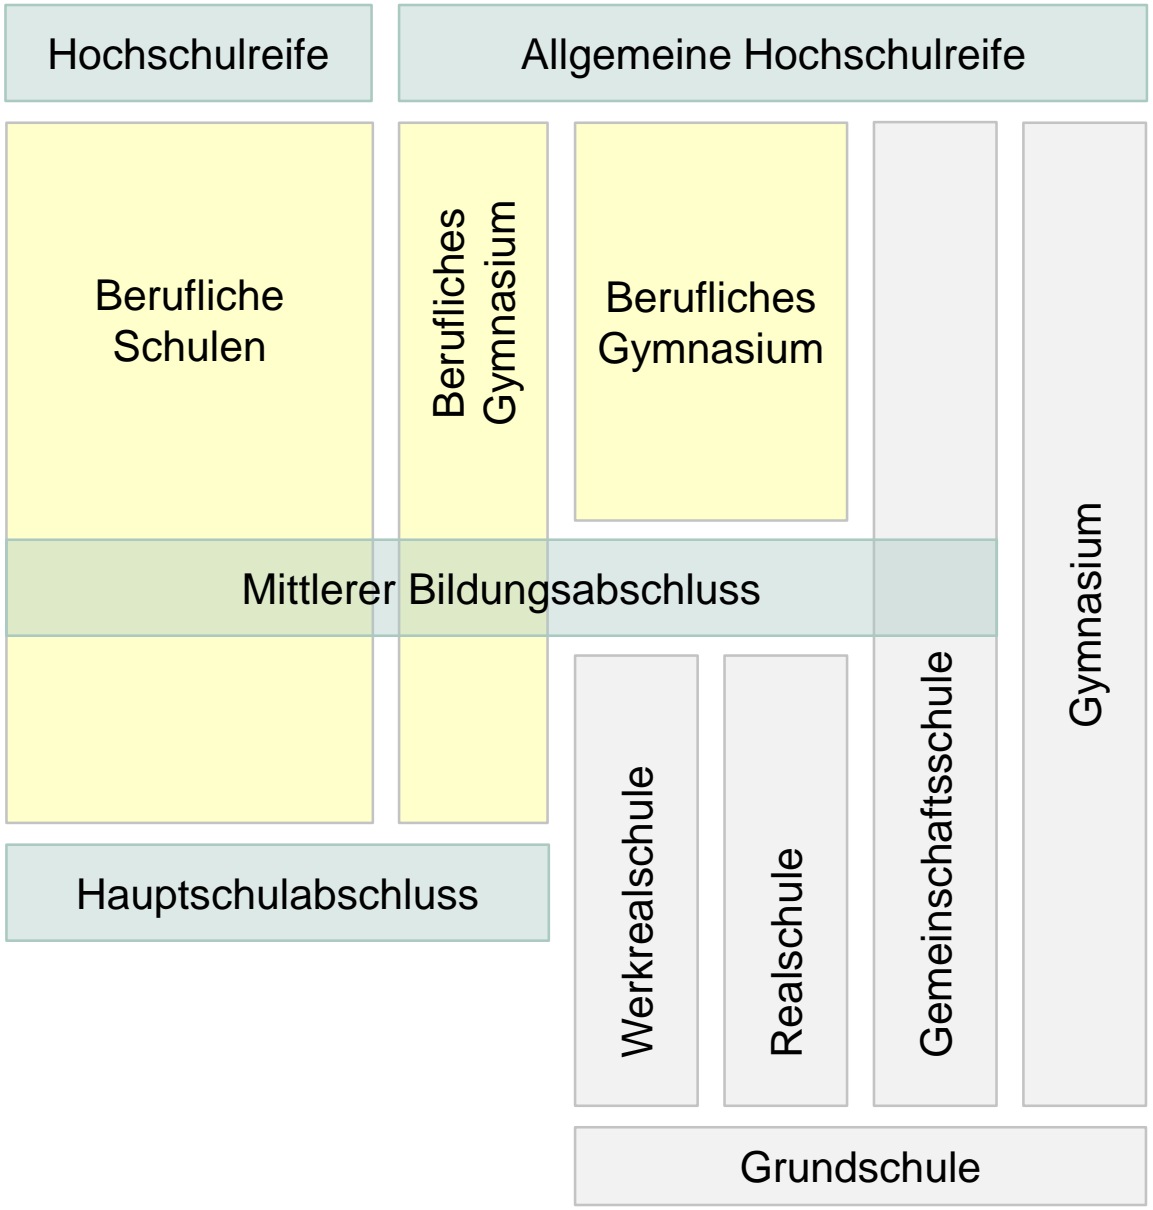 Hochschulreife
Allgemeine Hochschulreife
Berufliche
Schulen
Berufliches
Gymnasium
Berufliches
Gymnasium
Mittlerer Bildungsabschluss
Hauptschulabschluss
Werkrealschule
Realschule
Gemeinschaftsschule
Gymnasium
Grundschule